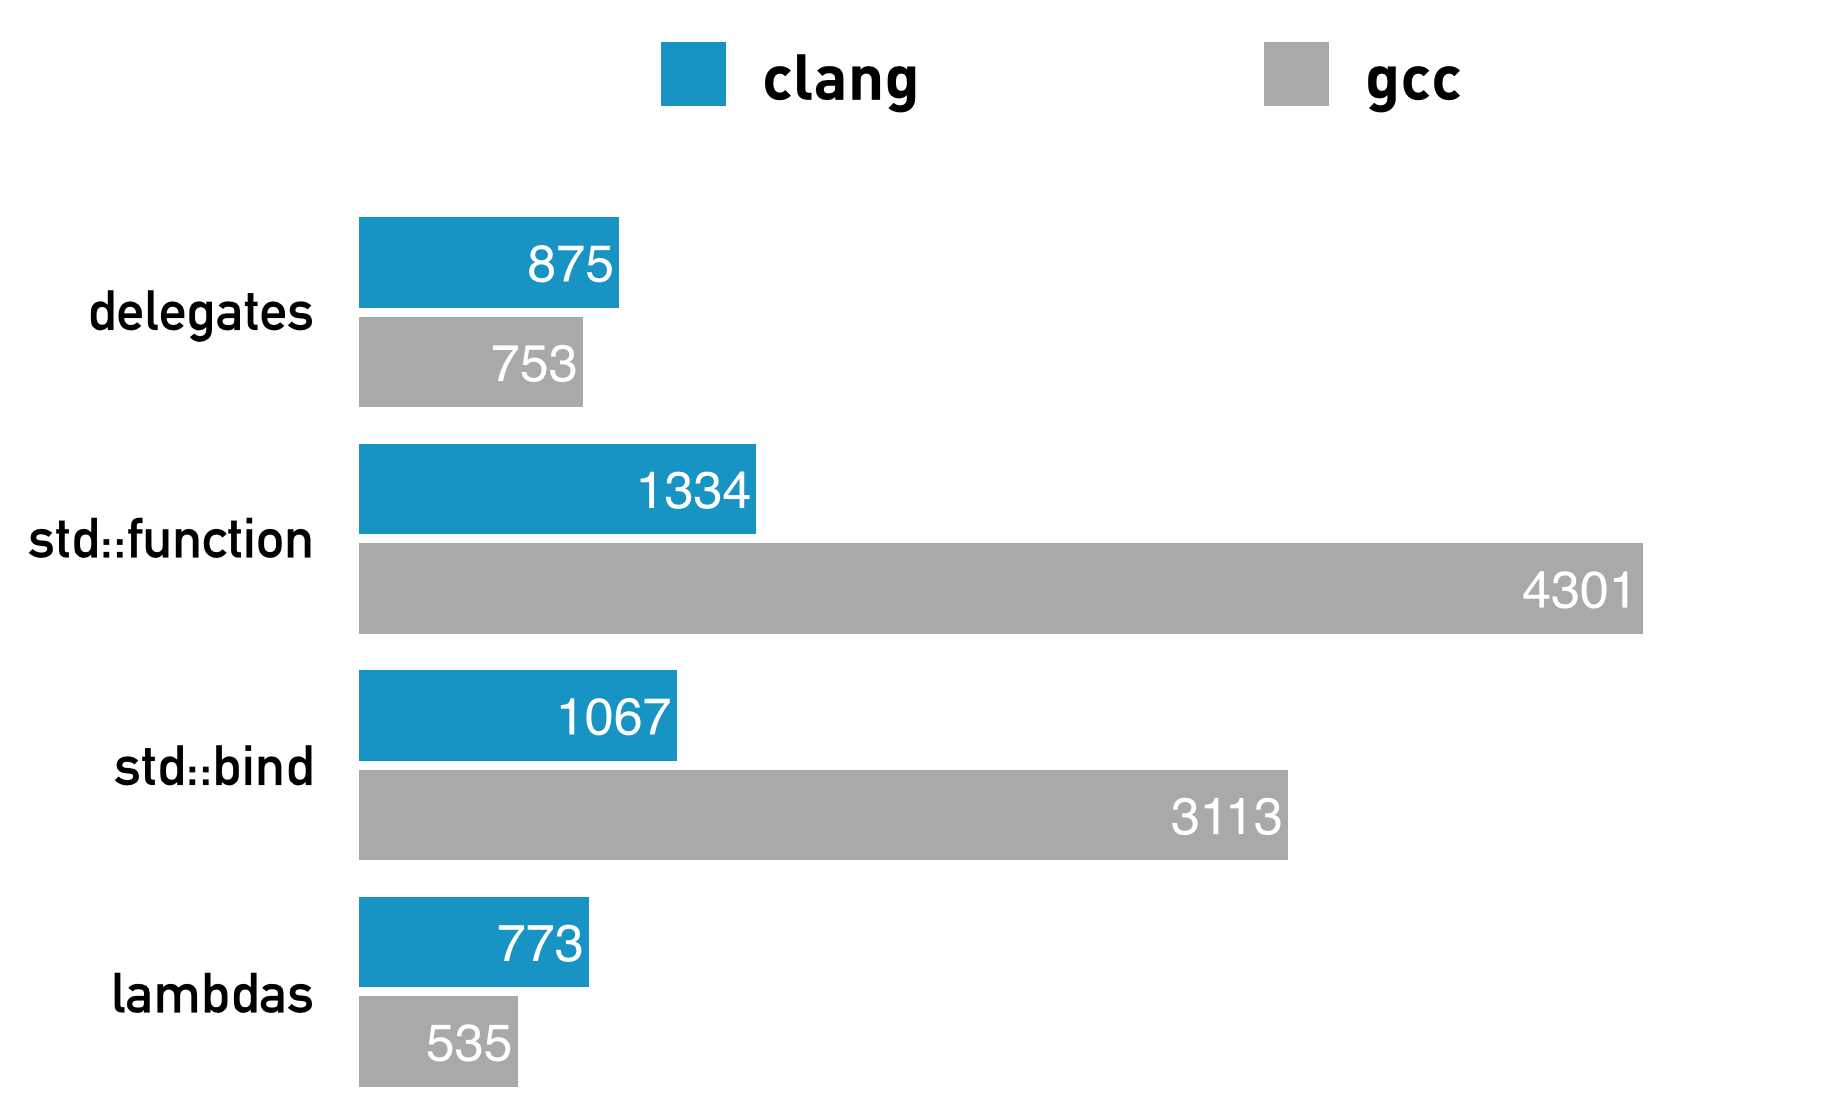 clang gcc
delegates
875
753
std::function
1334
4301
std::bind
1067
3113
lambdas
773
535